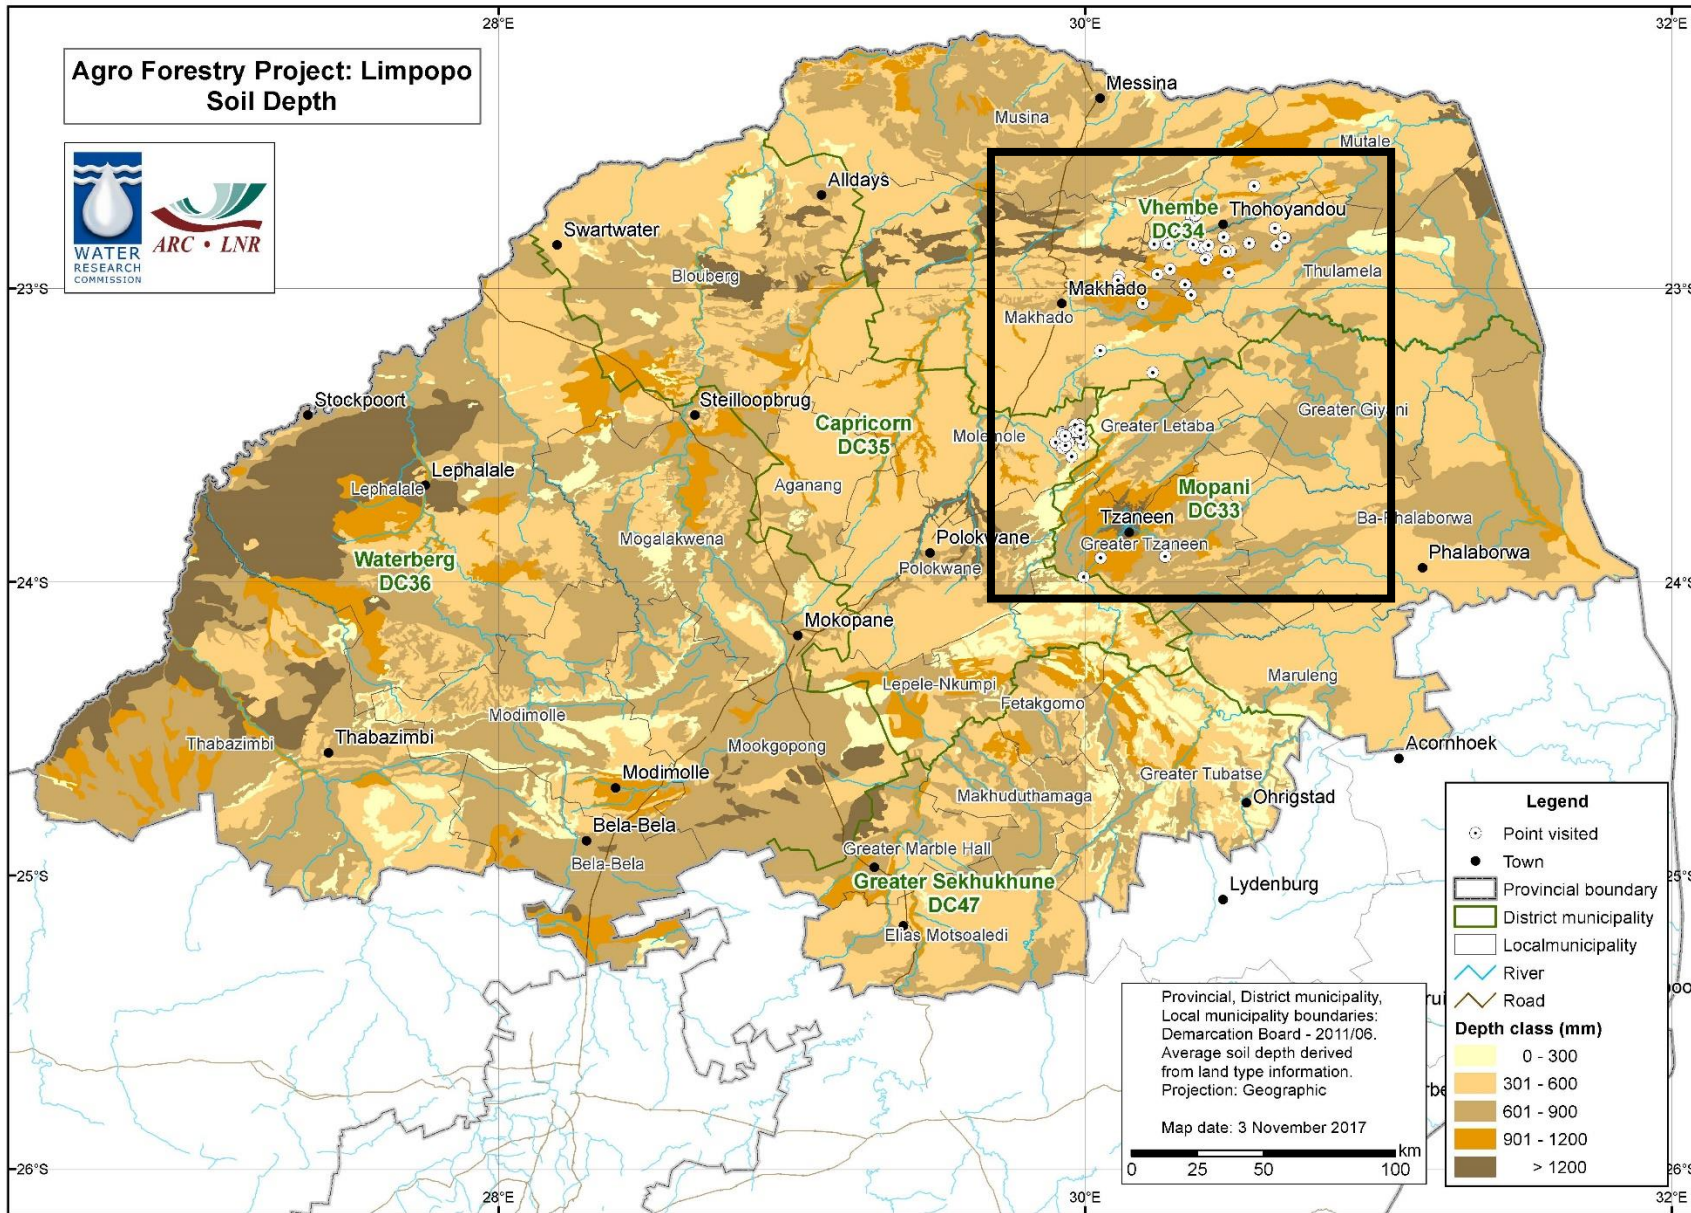 28°E
30°E
32°E
Agro Forestry Project: Limpopo
Soil Depth
WATER
RESEARCH
COMMISSION
ARC • LNR
Messina
Musina
Mutale
Alldays
Swartwater
Vhembe
DC34
Thohoyandou
Blouberg
Thulamela
23°S
23°S
Makhado
Makhado
Stockpoort
Steilloopbrug
Capricorn
DC35
Molemole
Greater Letaba
Greater Giyani
Lephalale
Lephalale
Aganang
Mopani
DC33
Tzaneen
Greater Tzaneen
Ba-Phalaborwa
Mogalakwena
Polokwane
Polokwane
Phalaborwa
Waterberg
DC36
24°S
24°S
Mokopane
Lepele-Nkumpi
Fetakgomo
Maruleng
Modimolle
Thabazimbi
Thabazimbi
Mookgopong
Acornhoek
Modimolle
Makhuduthamaga
Greater Tubatse
Ohrigstad
Bela-Bela
Bela-Bela
Greater Marble Hall
25°S
25°S
Greater Sekhukhune
DC47
Lydenburg
Elias Motsoaledi
Legend
Point visited
Town
Provincial boundary
District municipality
Localmunicipality
River
Road
Depth class (mm)
0 - 300
301 - 600
601 - 900
901 - 1200
> 1200
Provincial, District municipality,
Local municipality boundaries:
Demarcation Board - 2011/06.
Average soil depth derived
from land type information.
Projection: Geographic
Map date: 3 November 2017
km
0 25 50 100
26°S
26°S
28°E
30°E
32°E